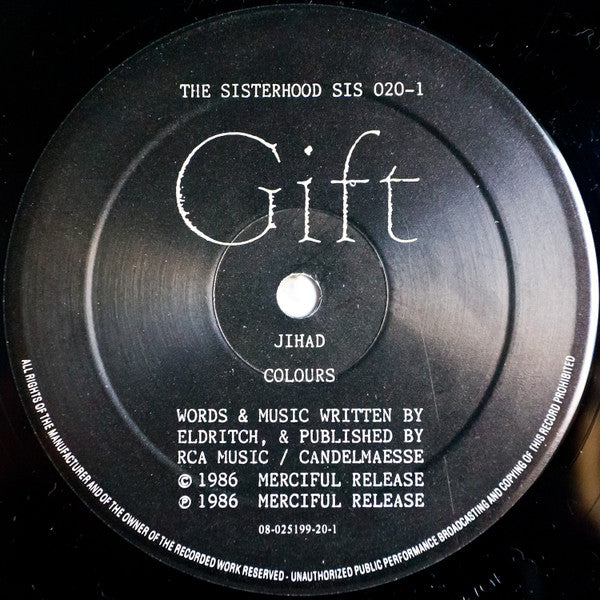 THE SISTERHOOD SIS 020-1
Gift
JIHAD
COLOURS
WORDS & MUSIC WRITTEN BY
ELDRITCH, & PUBLISHED BY
RCA MUSIC / CANDELMAESSE
© 1986 MERCIFUL RELEASE
℗ 1986 MERCIFUL RELEASE
08-025199-20-1
ALL RIGHTS OF THE MANUFACTURER AND OF THE OWNER OF THE RECORDED WORK RESERVED - UNAUTHORIZED PUBLIC PERFORMANCE BROADCASTING AND COPYING OF THIS RECORD PROHIBITED